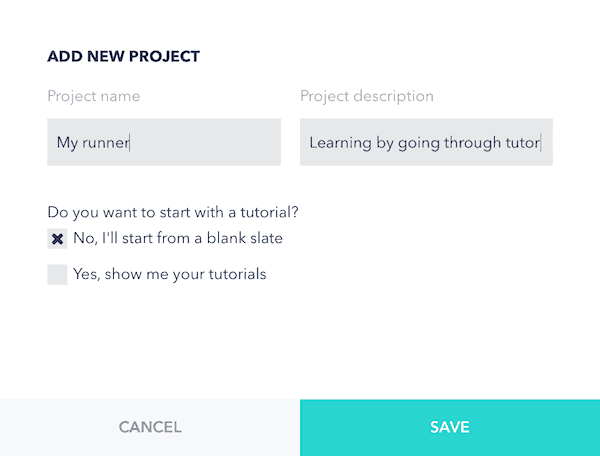 ADD NEW PROJECT
Project name
Project description
My runner
Learning by going through tutor
Do you want to start with a tutorial?
No, I'll start from a blank slate
Yes, show me your tutorials
CANCEL
SAVE